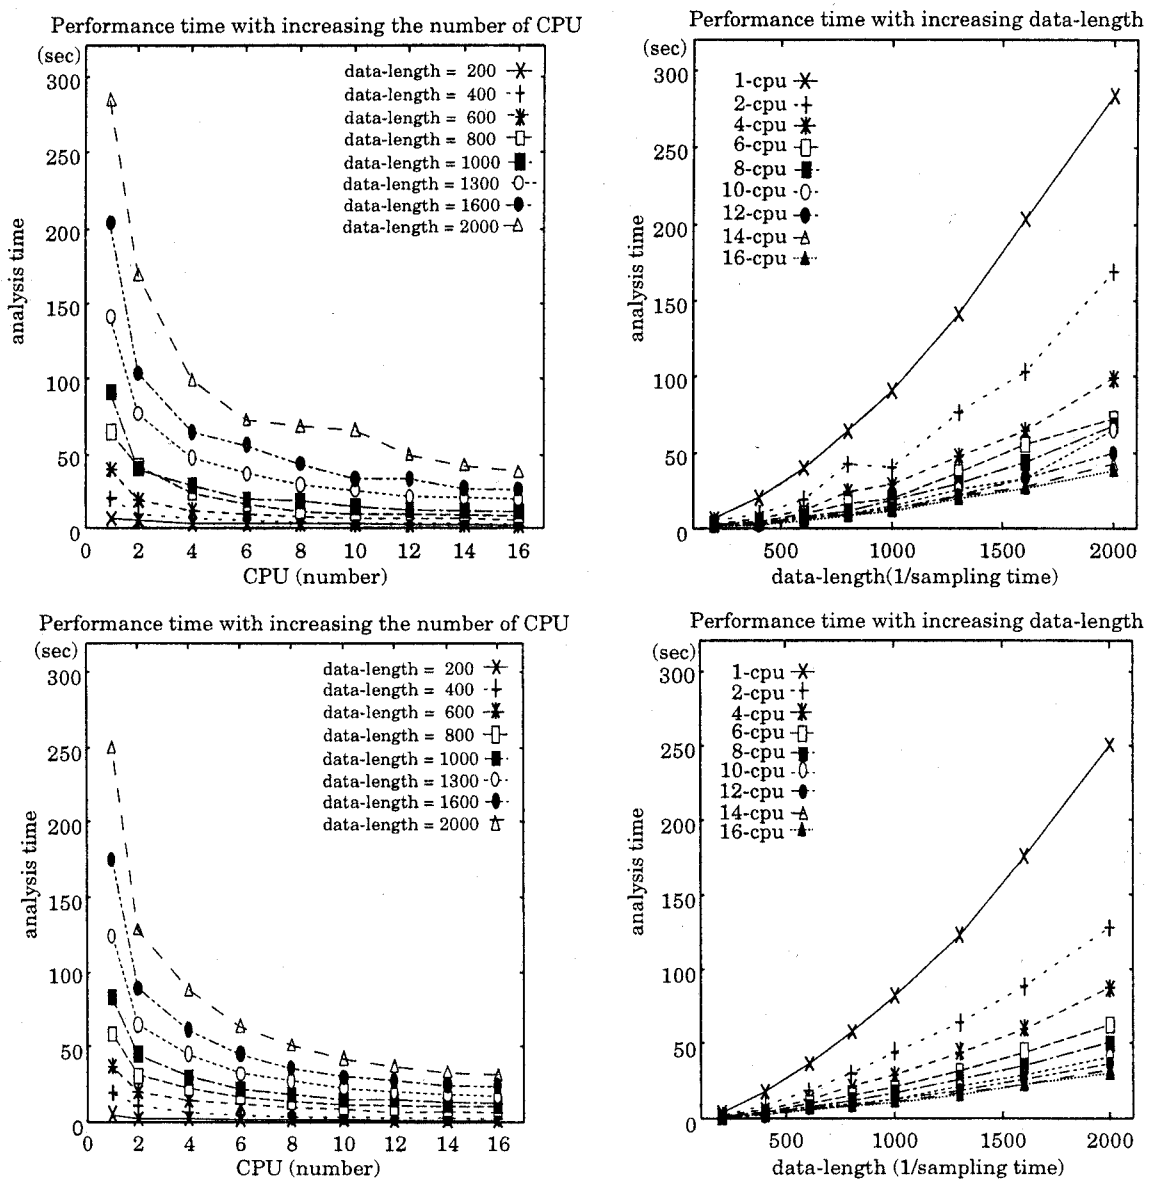 Performance time with increasing the number of CPU
(sec)
300
250
200
150
100
50
0
analysis time
data-length = 200
data-length = 400
data-length = 600
data-length = 800
data-length = 1000
data-length = 1300
data-length = 1600
data-length = 2000
0 2 4 6 8 10 12 14 16
CPU (number)
Performance time with increasing data-length
(sec)
300
250
200
150
100
50
0
analysis time
1-cpu
2-cpu
4-cpu
6-cpu
8-cpu
10-cpu
12-cpu
14-cpu
16-cpu
500 1000 1500 2000
data-length(1/sampling time)
Performance time with increasing the number of CPU
(sec)
300
250
200
150
100
50
0
analysis time
data-length = 200
data-length = 400
data-length = 600
data-length = 800
data-length = 1000
data-length = 1300
data-length = 1600
data-length = 2000
0 2 4 6 8 10 12 14 16
CPU (number)
Performance time with increasing data-length
(sec)
300
250
200
150
100
50
0
analysis time
1-cpu
2-cpu
4-cpu
6-cpu
8-cpu
10-cpu
12-cpu
14-cpu
16-cpu
500 1000 1500 2000
data-length (1/sampling time)